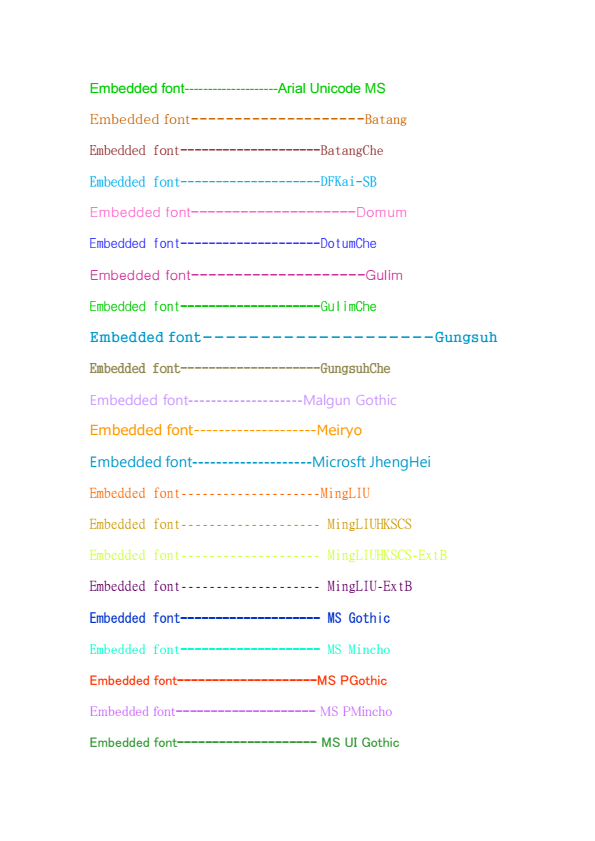 Embedded font--------------------Arial Unicode MS
Embedded font--------------------Batang
Embedded font--------------------BatangChe
Embedded font--------------------DFKai-SB
Embedded font--------------------Domum
Embedded font--------------------DotumChe
Embedded font--------------------Gulim
Embedded font--------------------GulimChe
Embedded font--------------------Gungsuh
Embedded font--------------------GungsuhChe
Embedded font-------------------Malgun Gothic
Embedded font--------------------Meiryo
Embedded font--------------------Microsft JhengHei
Embedded font--------------------MingLIU
Embedded font-------------------- MingLIUHKSCS
Embedded font-------------------- MingLIUHKSCS-ExtB
Embedded font-------------------- MingLIU-ExtB
Embedded font-------------------- MS Gothic
Embedded font-------------------- MS Mincho
Embedded font--------------------MS PGothic
Embedded font-------------------- MS PMincho
Embedded font-------------------- MS UI Gothic